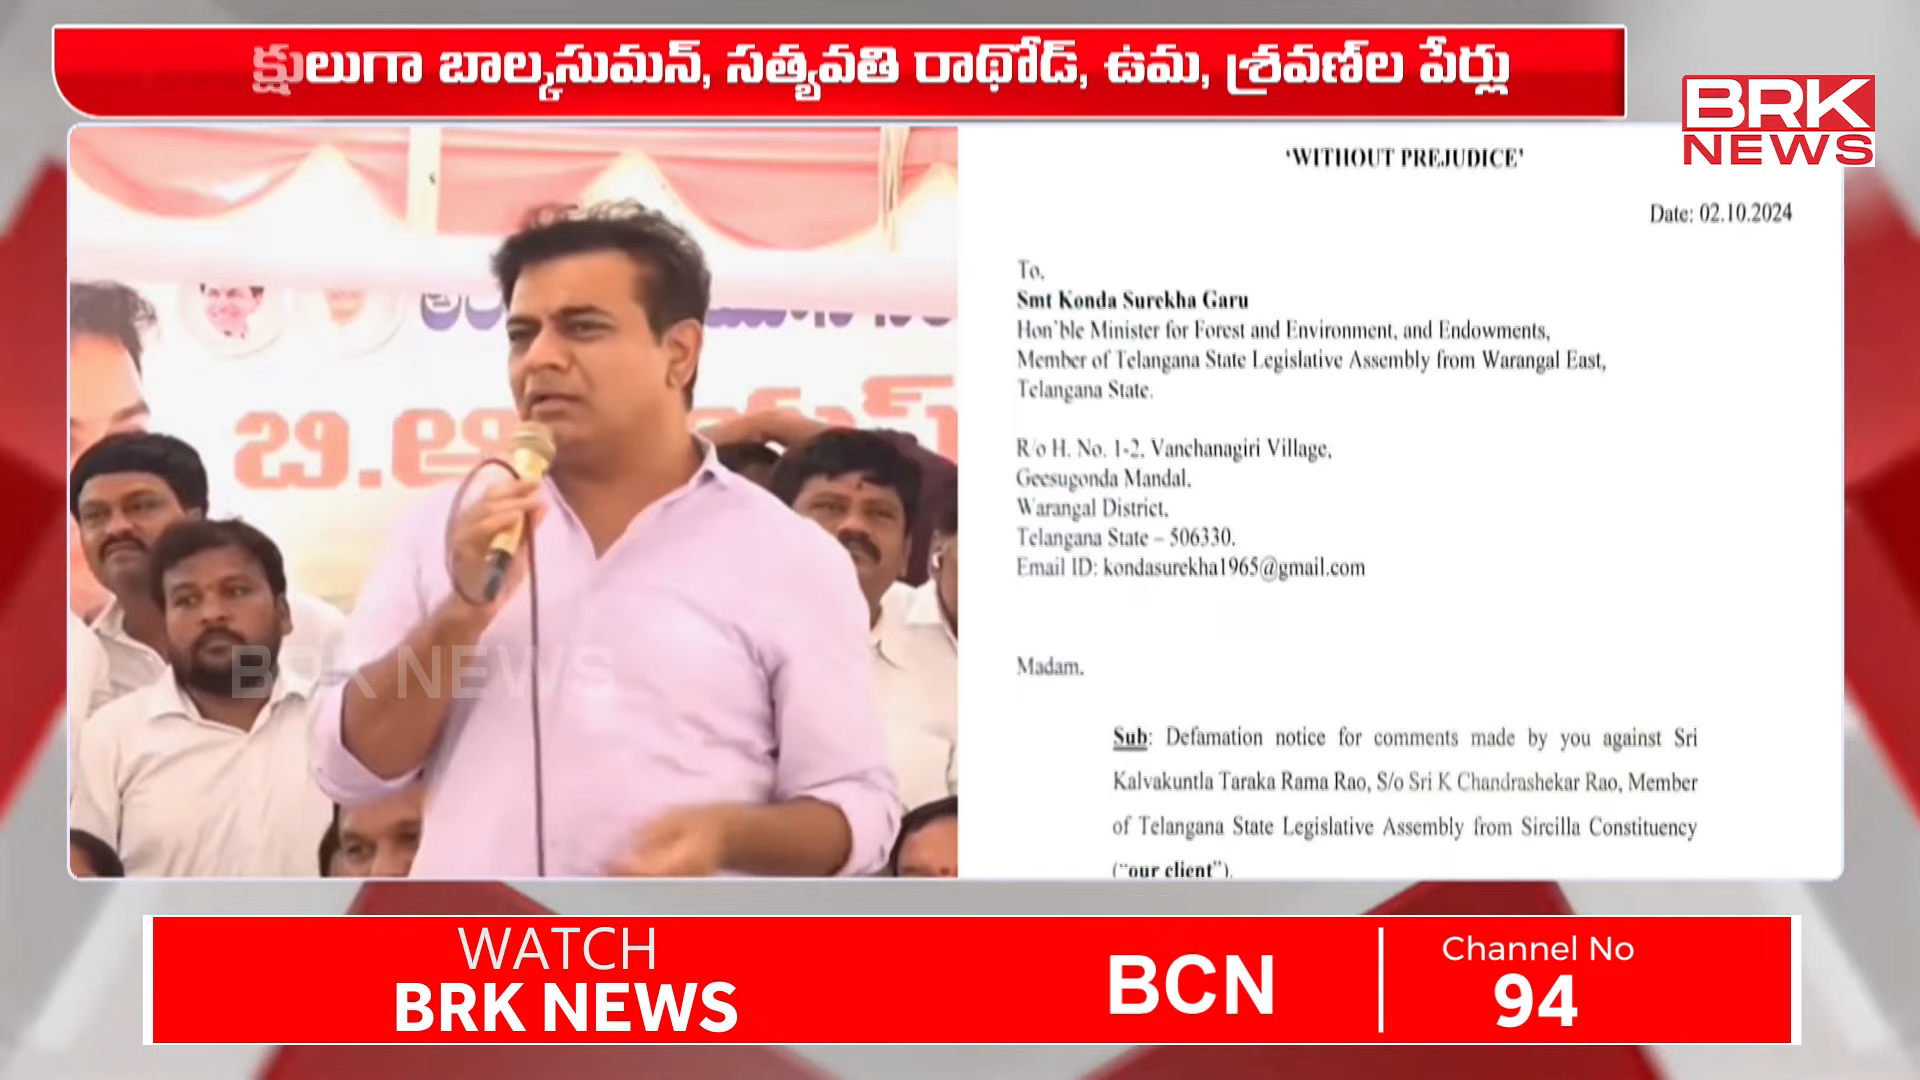 క్షులుగా బాల్కసుమన్, సత్యవతి రాథోడ్, ఉమ, శ్రవణ్‌ల పేర్లు
BRK
NEWS
‘WITHOUT PREJUDICE’
Date: 02.10.2024
To,
Smt Konda Surekha Garu
Hon’ble Minister for Forest and Environment, and Endowments,
Member of Telangana State Legislative Assembly from Warangal East,
Telangana State.
R/o H. No. 1-2, Vanchanagiri Village,
Geesugonda Mandal,
Warangal District,
Telangana State – 506330.
Email ID: kondasurekha1965@gmail.com
Madam,
Sub: Defamation notice for comments made by you against Sri
Kalvakuntla Taraka Rama Rao, S/o Sri K Chandrashekar Rao, Member
of Telangana State Legislative Assembly from Sircilla Constituency
(“our client”).
బి.ఆ
BRK NEWS
WATCH
BRK NEWS
BCN
Channel No
94